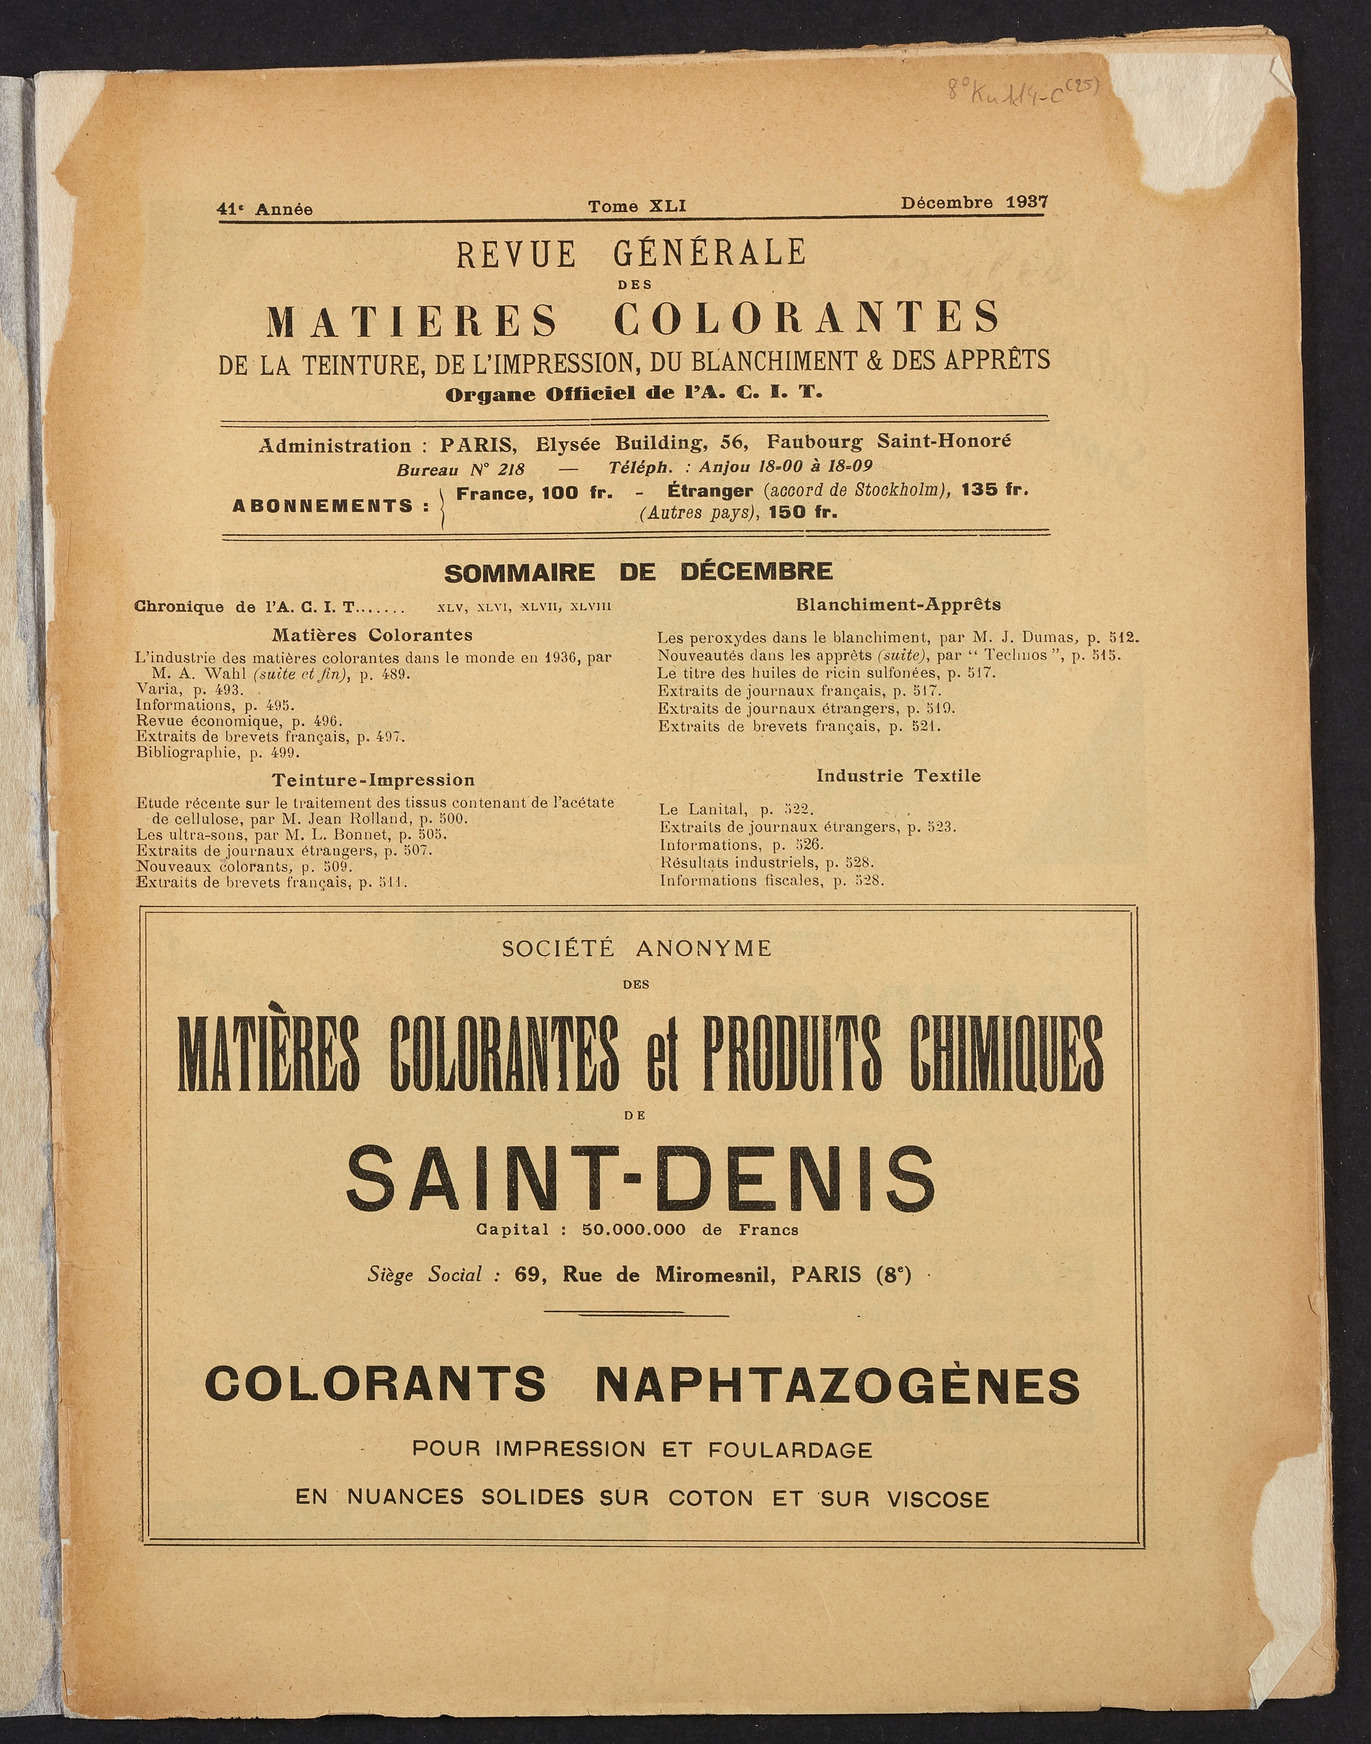 41e Année Tome XLI Décembre 1937
REVUE GÉNÉRALE
DES
MATIERES COLORANTES
DE LA TEINTURE, DE L'IMPRESSION, DU BLANCHIMENT & DES APPRÊTS
Organe Officiel de l'A. C. I. T.
Administration : PARIS, Elysée Building, 56, Faubourg Saint-Honoré
Bureau N° 218 — Téléph. : Anjou 18-00 à 18-09
ABONNEMENTS : France, 100 fr. - Étranger (accord de Stockholm), 135 fr.
(Autres pays), 150 fr.
SOMMAIRE DE DÉCEMBRE
Chronique de l'A. C. I. T....... XLV, XLVI, XLVII, XLVIII
Matières Colorantes
L'industrie des matières colorantes dans le monde en 1936, par
M. A. Wahl (suite et fin), p. 489.
Varia, p. 493.
Informations, p. 495.
Revue économique, p. 496.
Extraits de brevets français, p. 497.
Bibliographie, p. 499.
Teinture-Impression
Etude récente sur le traitement des tissus contenant de l'acétate
de cellulose, par M. Jean Rolland, p. 500.
Les ultra-sons, par M. L. Bonnet, p. 505.
Extraits de journaux étrangers, p. 507.
Nouveaux colorants, p. 509.
Extraits de brevets français, p. 511.
Blanchiment-Apprêts
Les peroxydes dans le blanchiment, par M. J. Dumas, p. 512.
Nouveautés dans les apprêts (suite), par “ Technos ”, p. 515.
Le titre des huiles de ricin sulfonées, p. 517.
Extraits de journaux français, p. 517.
Extraits de journaux étrangers, p. 519.
Extraits de brevets français, p. 521.
Industrie Textile
Le Lanital, p. 522.
Extraits de journaux étrangers, p. 523.
Informations, p. 526.
Résultats industriels, p. 528.
Informations fiscales, p. 528.
SOCIÉTÉ ANONYME
DES
MATIÈRES COLORANTES et PRODUITS CHIMIQUES
DE
SAINT-DENIS
Capital : 50.000.000 de Francs
Siège Social : 69, Rue de Miromesnil, PARIS (8e)
COLORANTS NAPHTAZOGÈNES
POUR IMPRESSION ET FOULARDAGE
EN NUANCES SOLIDES SUR COTON ET SUR VISCOSE